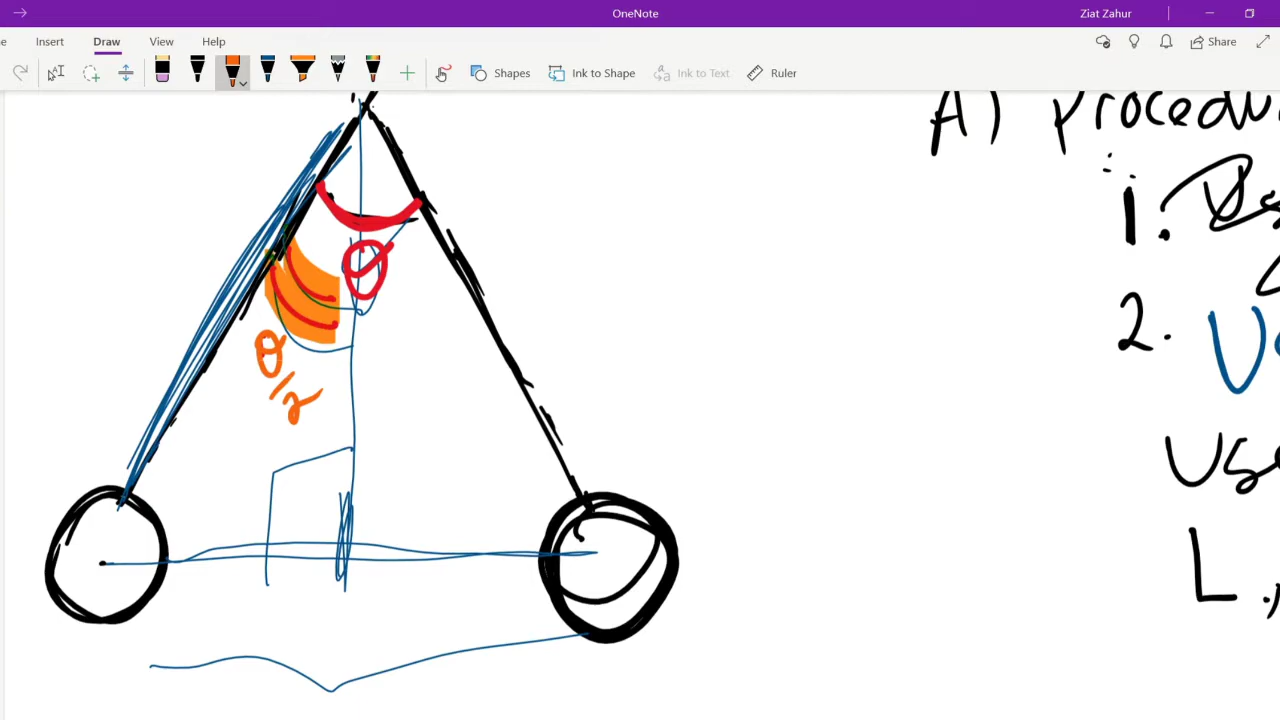 OneNote
Ziat Zahur
Insert
Draw
View
Help
Share
Shapes
Ink to Shape
Ink to Text
Ruler
A) procedu
1.
2.
Use
L
θ
θ/2